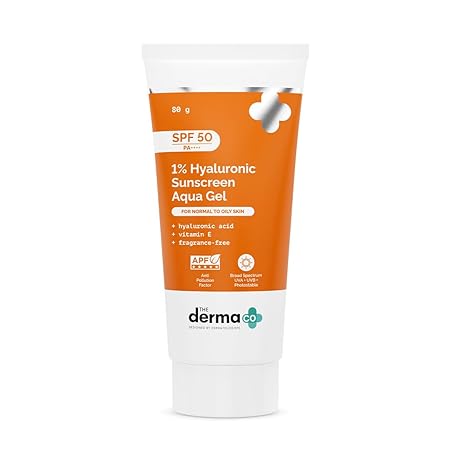 80 g
SPF 50
PA++++
1% Hyaluronic
Sunscreen
Aqua Gel
FOR NORMAL TO OILY SKIN
+ hyaluronic acid
+ vitamin E
+ fragrance-free
APF
Anti
Pollution
Factor
Broad Spectrum
UVA + UVB +
Photostable
THE
derma co
DESIGNED BY DERMATOLOGISTS